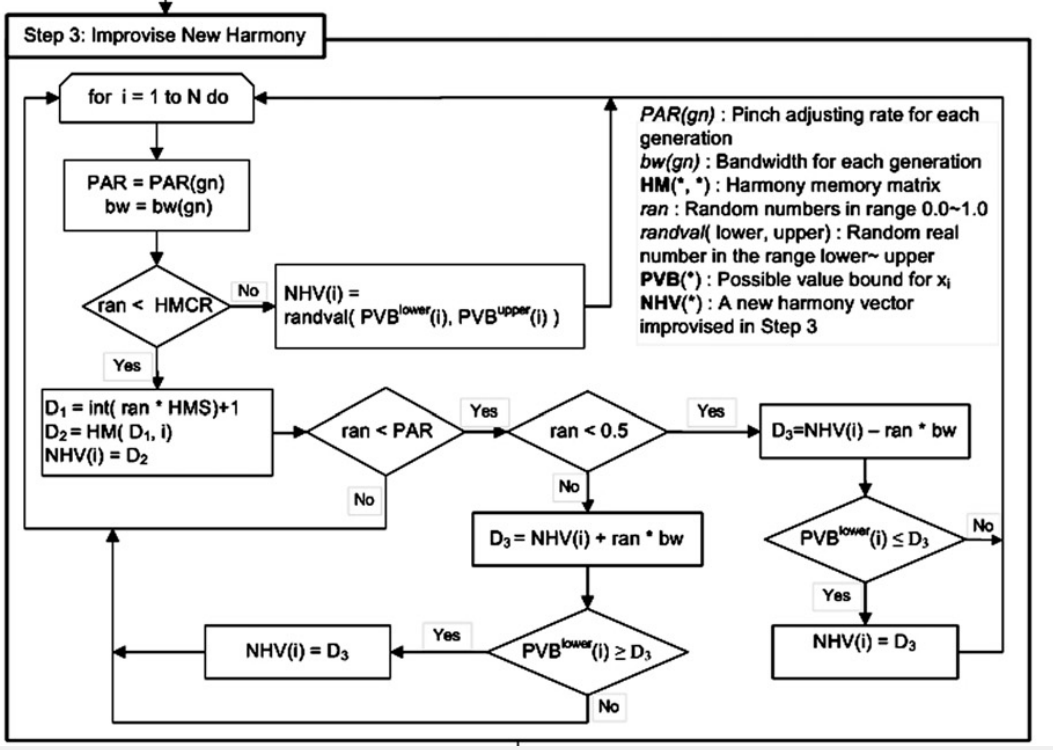 Step 3: Improvise New Harmony
for i = 1 to N do
PAR = PAR(gn)
bw = bw(gn)
ran < HMCR
No
NHV(i) =
randval( PVBlower(i), PVBupper(i) )
PAR(gn) : Pinch adjusting rate for each
generation
bw(gn) : Bandwidth for each generation
HM(*, *) : Harmony memory matrix
ran : Random numbers in range 0.0~1.0
randval( lower, upper) : Random real
number in the range lower~ upper
PVB(*) : Possible value bound for xi
NHV(*) : A new harmony vector
improvised in Step 3
Yes
D1 = int( ran * HMS)+1
D2 = HM( D1, i)
NHV(i) = D2
ran < PAR
Yes
ran < 0.5
Yes
D3=NHV(i) – ran * bw
No
No
D3 = NHV(i) + ran * bw
PVBlower(i) ≤ D3
No
Yes
NHV(i) = D3
PVBlower(i) ≥ D3
Yes
NHV(i) = D3
No